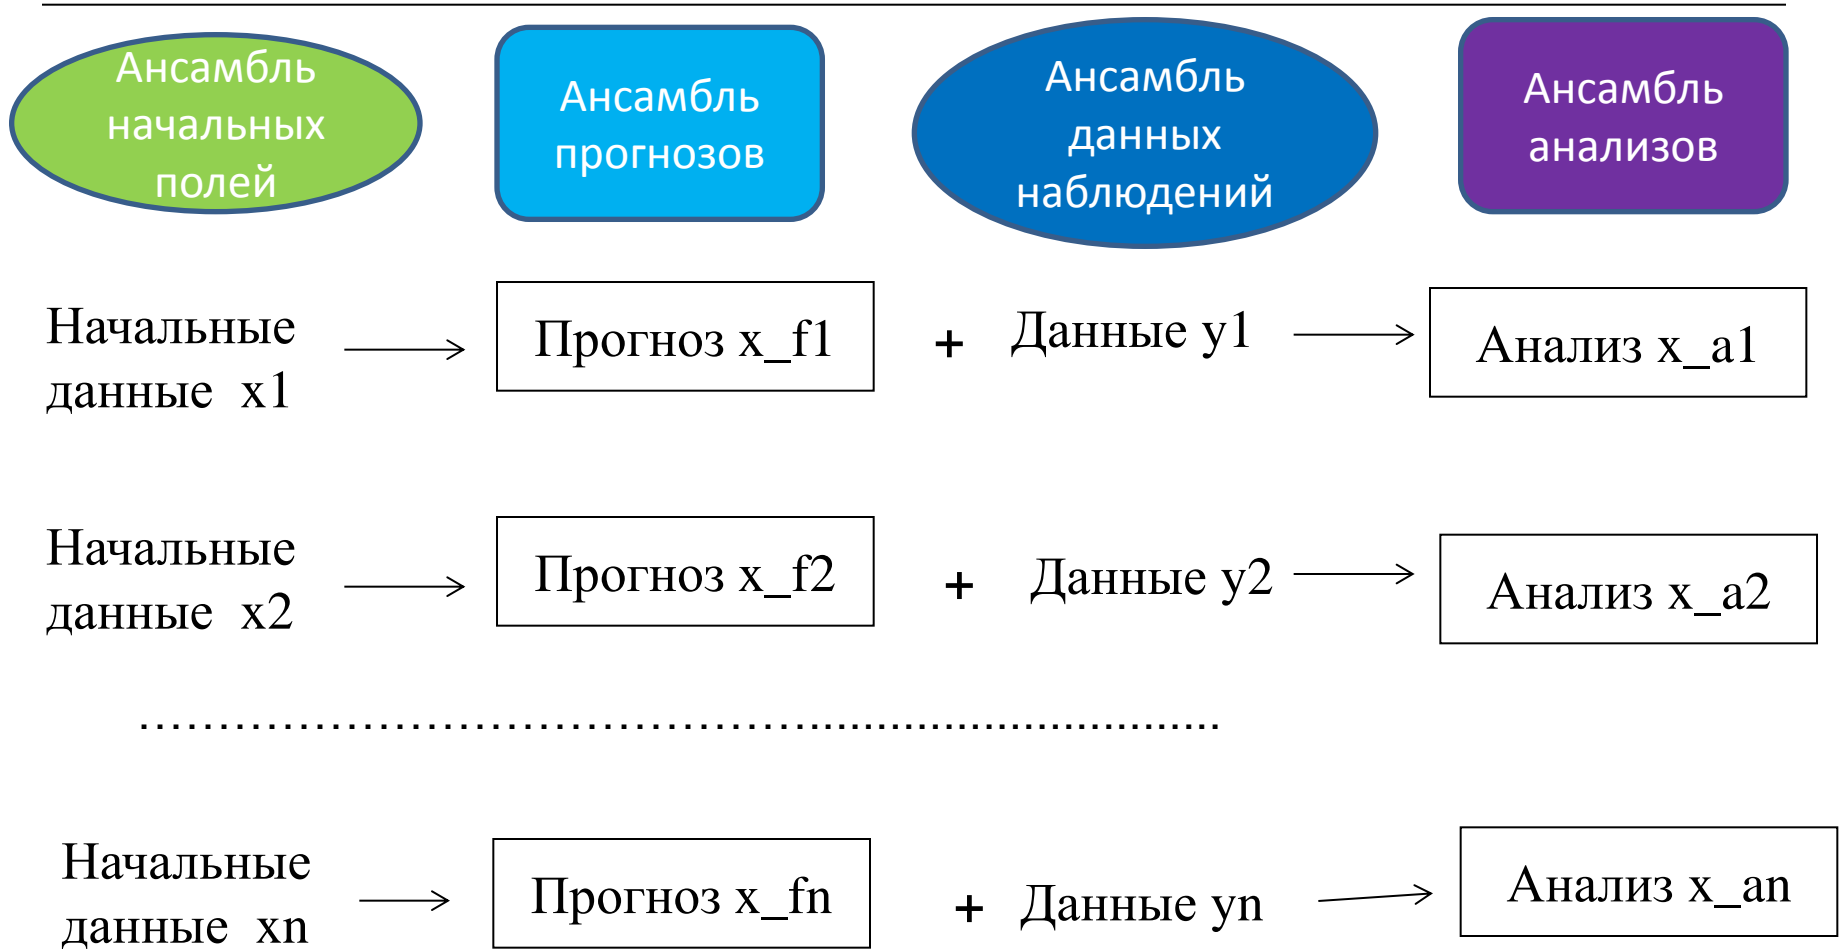 Ансамбль
начальных
полей
Ансамбль
прогнозов
Ансамбль
данных
наблюдений
Ансамбль
анализов
Начальные
данные x1
Прогноз x_f1
+
Данные y1
Анализ x_a1
Начальные
данные x2
Прогноз x_f2
+
Данные y2
Анализ x_a2
Начальные
данные xn
Прогноз x_fn
+
Данные yn
Анализ x_an